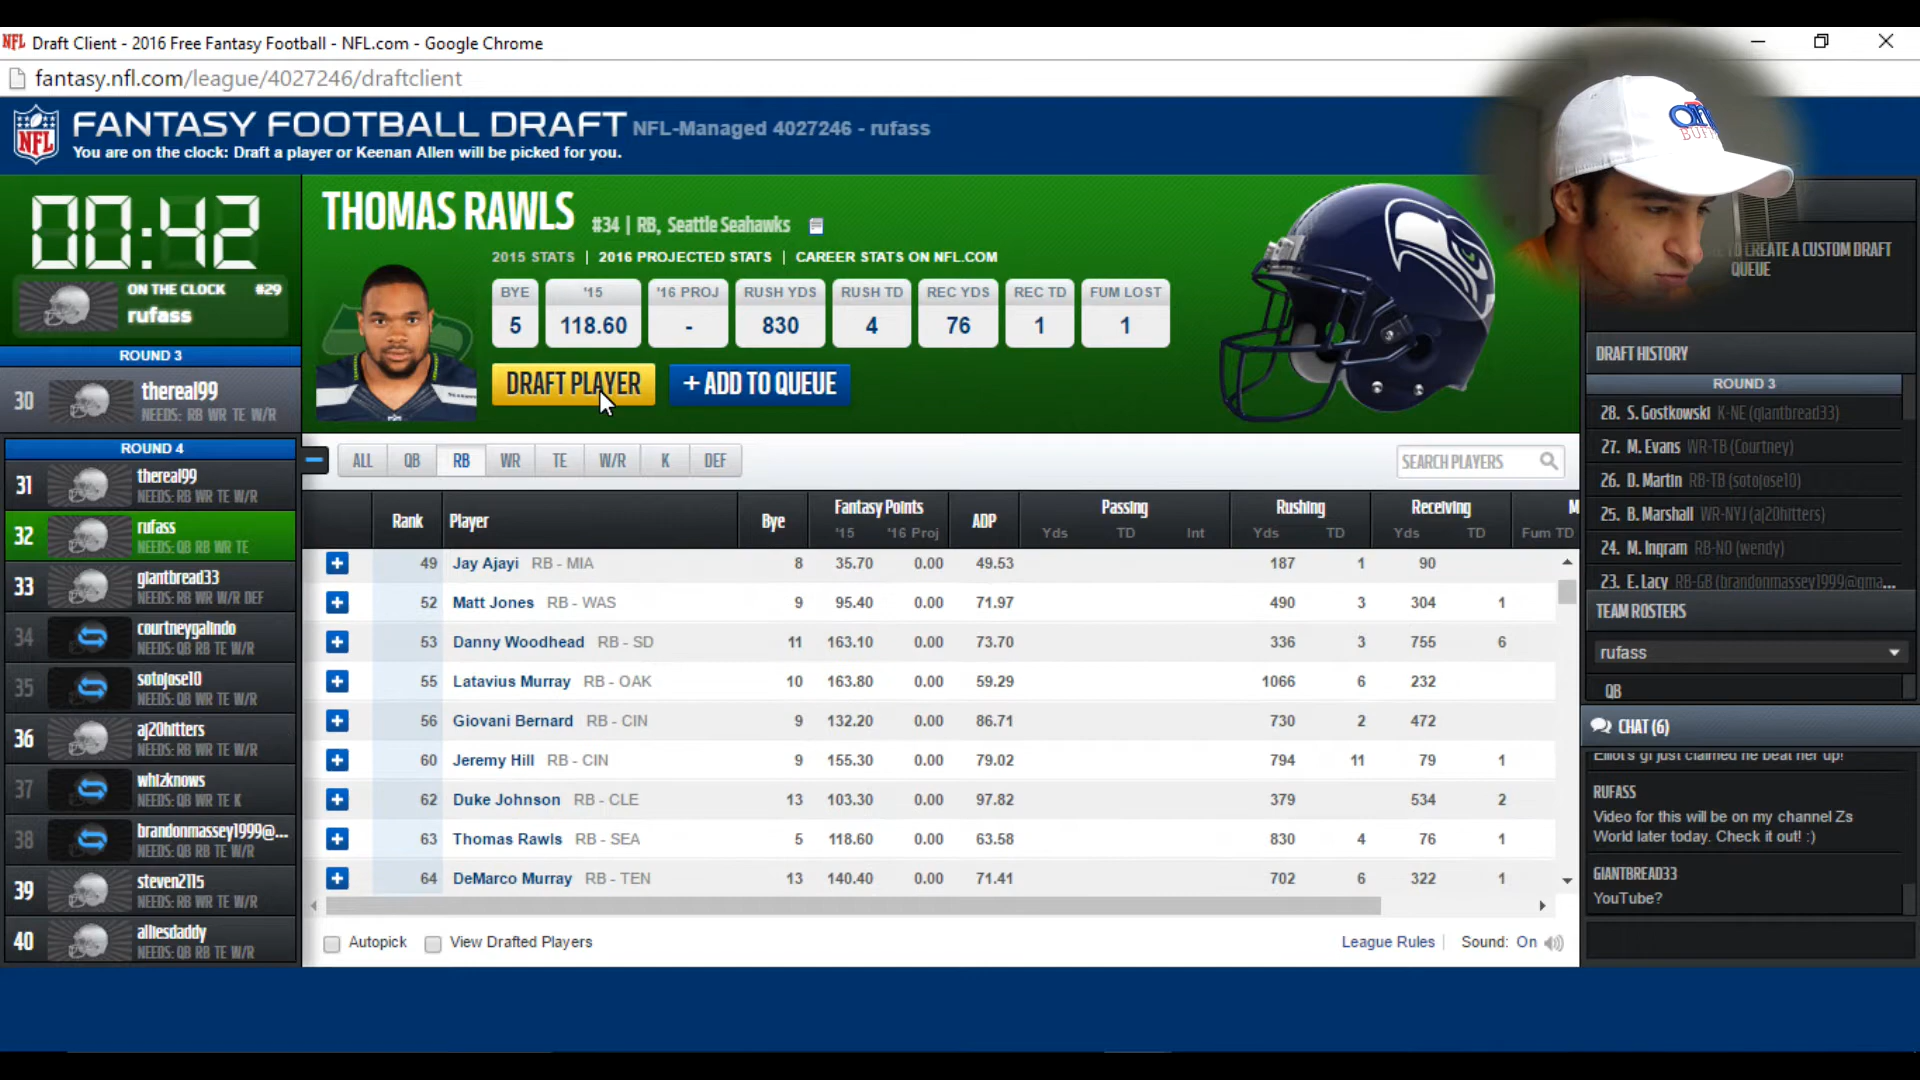 Draft Client - 2016 Free Fantasy Football - NFL.com - Google Chrome
fantasy.nfl.com/league/4027246/draftclient
NFL FANTASY FOOTBALL DRAFT NFL-Managed 4027246 - rufass
You are on the clock: Draft a player or Keenan Allen will be picked for you.
00:42
ON THE CLOCK #29
rufass
ROUND 3
30 thereal99
NEEDS: RB WR TE W/R
ROUND 4
31 thereal99
NEEDS: RB WR TE W/R
32 rufass
NEEDS: QB RB WR TE
33 giantbread33
NEEDS: RB WR W/R DEF
34 courtneygalindo
NEEDS: QB RB TE W/R
35 sotojose10
NEEDS: QB WR TE W/R
36 aj20hitters
NEEDS: RB WR TE W/R
37 whizknows
NEEDS: QB WR TE K
38 brandonmassey1999@...
NEEDS: QB RB TE W/R
39 steven2115
NEEDS: RB WR TE W/R
40 alliesdaddy
NEEDS: QB RB TE W/R
THOMAS RAWLS #34 | RB, Seattle Seahawks
2015 STATS | 2016 PROJECTED STATS | CAREER STATS ON NFL.COM
BYE '15 '16 PROJ RUSH YDS RUSH TD REC YDS REC TD FUM LOST
5 118.60 - 830 4 76 1 1
DRAFT PLAYER + ADD TO QUEUE
ALL QB RB WR TE W/R K DEF
SEARCH PLAYERS
Rank Player Bye Fantasy Points ADP Passing Rushing Receiving M
'15 '16 Proj Yds TD Int Yds TD Yds TD Fum TD
49 Jay Ajayi RB - MIA 8 35.70 0.00 49.53 187 1 90
52 Matt Jones RB - WAS 9 95.40 0.00 71.97 490 3 304 1
53 Danny Woodhead RB - SD 11 163.10 0.00 73.70 336 3 755 6
55 Latavius Murray RB - OAK 10 163.80 0.00 59.29 1066 6 232
56 Giovani Bernard RB - CIN 9 132.20 0.00 86.71 730 2 472
60 Jeremy Hill RB - CIN 9 155.30 0.00 79.02 794 11 79 1
62 Duke Johnson RB - CLE 13 103.30 0.00 97.82 379 534 2
63 Thomas Rawls RB - SEA 5 118.60 0.00 63.58 830 4 76 1
64 DeMarco Murray RB - TEN 13 140.40 0.00 71.41 702 6 322 1
Autopick View Drafted Players League Rules Sound: On
TO CREATE A CUSTOM DRAFT
QUEUE
DRAFT HISTORY
ROUND 3
28. S. Gostkowski K-NE (giantbread33)
27. M. Evans WR-TB (Courtney)
26. D. Martin RB-TB (sotojose10)
25. B. Marshall WR-NYJ (aj20hitters)
24. M. Ingram RB-NO (wendy)
23. E. Lacy RB-GB (brandonmassey1999@gma...
TEAM ROSTERS
rufass
QB
CHAT (6)
Elliot's gf just claimed he beat her up!
RUFASS
Video for this will be on my channel Zs
World later today. Check it out! :)
GIANTBREAD33
YouTube?